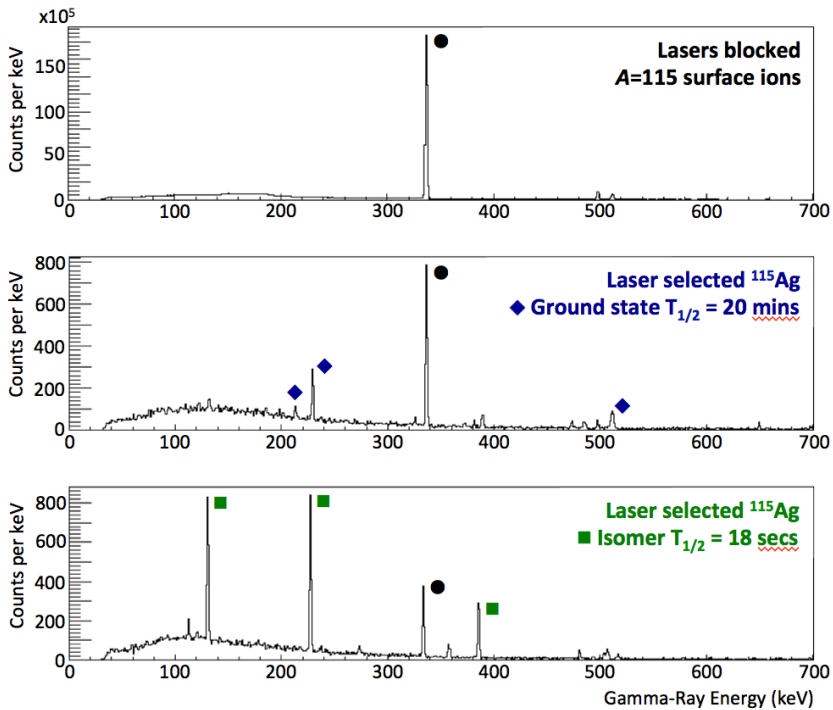 x10⁵
Lasers blocked
A=115 surface ions
Counts per keV
150
100
50
0
0 100 200 300 400 500 600 700
Laser selected ¹¹⁵Ag
Ground state T₁/₂ = 20 mins
Counts per keV
800
600
400
200
0
0 100 200 300 400 500 600 700
Laser selected ¹¹⁵Ag
Isomer T₁/₂ = 18 secs
Counts per keV
800
600
400
200
0
0 100 200 300 400 500 600 700
Gamma-Ray Energy (keV)